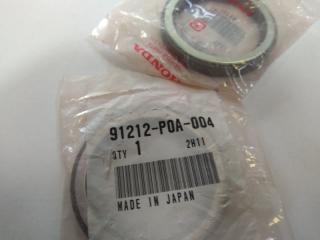 HONDA
91212-P0A-004
QTY 1 2H11
MADE IN JAPAN